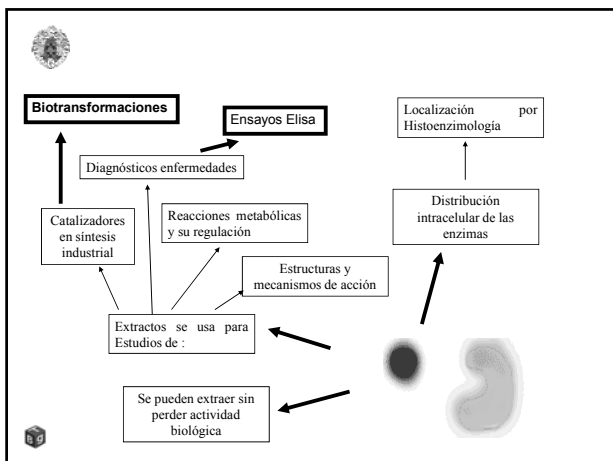 Biotransformaciones
Ensayos Elisa
Localización por
Histoenzimología
Diagnósticos enfermedades
Distribución
intracelular de las
enzimas
Catalizadores
en síntesis
industrial
Reacciones metabólicas
y su regulación
Estructuras y
mecanismos de acción
Extractos se usa para
Estudios de :
Se pueden extraer sin
perder actividad
biológica